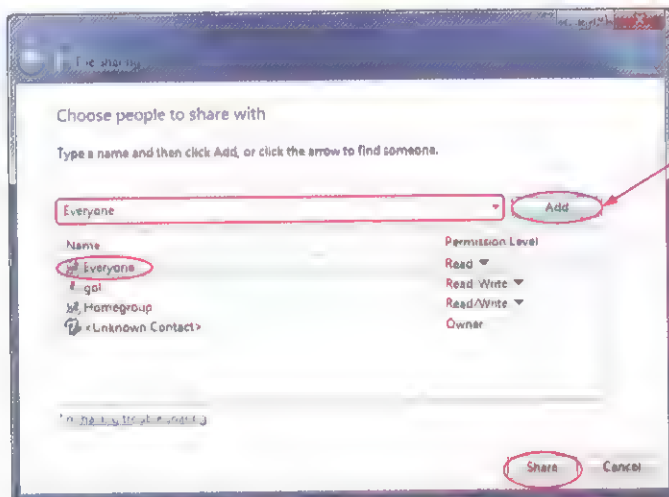 File sharing
Choose people to share with
Type a name and then click Add, or click the arrow to find someone.
Everyone
Add
Name Permission Level
Everyone Read
gol Read/Write
Homegroup Read/Write
<Unknown Contact> Owner
Share Cancel